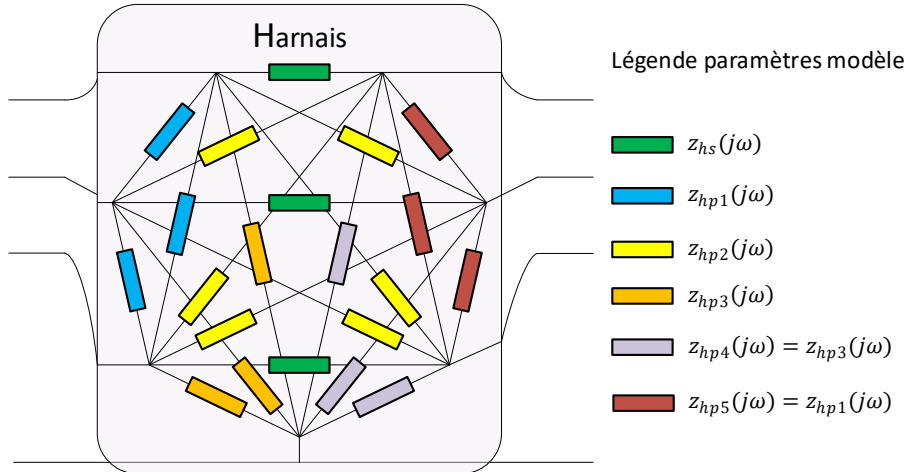 Harnais
Légende paramètres modèle
z_{hs}(jω)
z_{hp1}(jω)
z_{hp2}(jω)
z_{hp3}(jω)
z_{hp4}(jω) = z_{hp3}(jω)
z_{hp5}(jω) = z_{hp1}(jω)